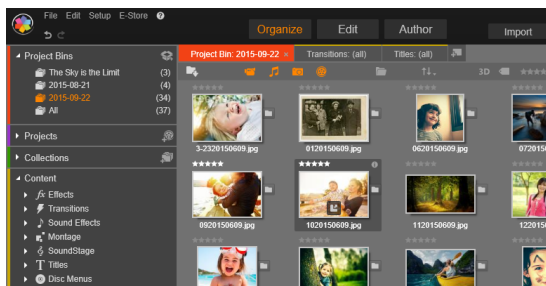 File Edit Setup E-Store ?
Organize Edit Author Import
Project Bins
The Sky is the Limit (3)
2015-08-21 (4)
2015-09-22 (34)
All (37)
Projects
Collections
Content
fx Effects
Transitions
Sound Effects
Montage
SoundStage
T Titles
Disc Menus
Project Bin: 2015-09-22 × Transitions: (all) Titles: (all)
3D
3-2320150609.jpg 0120150609.jpg 0620150609.jpg 072015
0920150609.jpg 1020150609.jpg 1120150609.jpg 122015